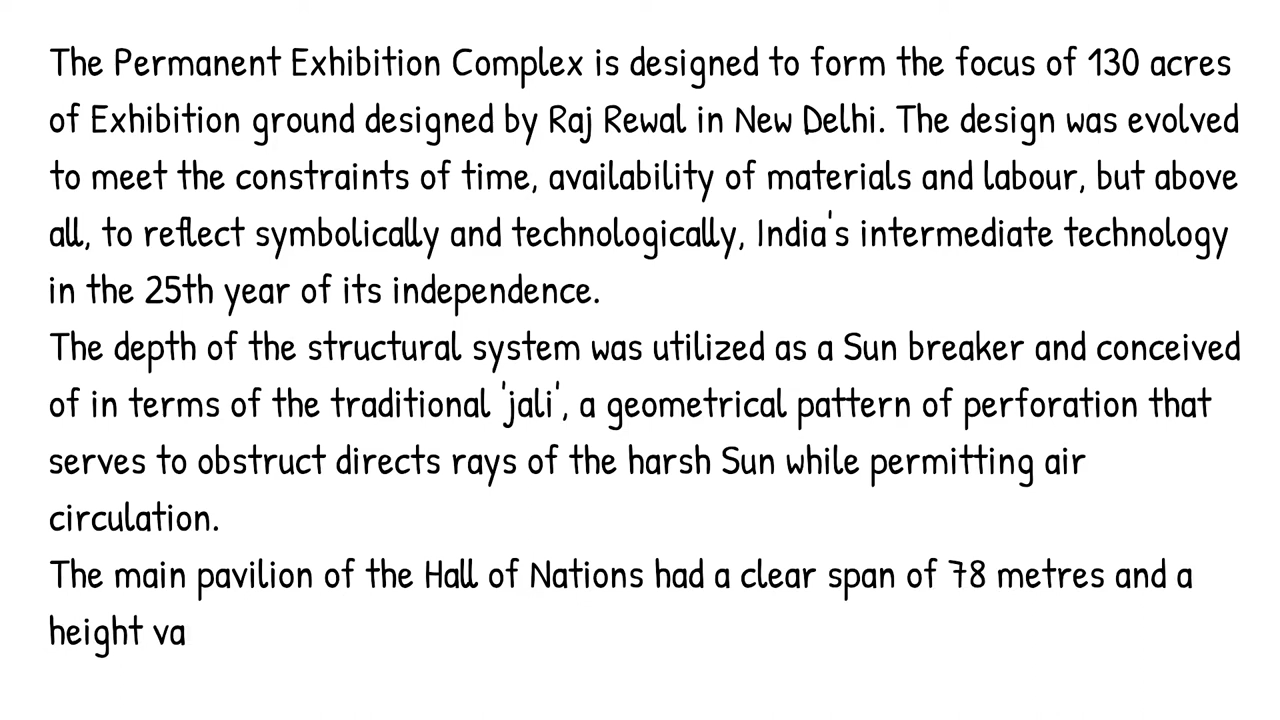 The Permanent Exhibition Complex is designed to form the focus of 130 acres
of Exhibition ground designed by Raj Rewal in New Delhi. The design was evolved
to meet the constraints of time, availability of materials and labour, but above
all, to reflect symbolically and technologically, India's intermediate technology
in the 25th year of its independence.
The depth of the structural system was utilized as a Sun breaker and conceived
of in terms of the traditional 'jali', a geometrical pattern of perforation that
serves to obstruct directs rays of the harsh Sun while permitting air
circulation.
The main pavilion of the Hall of Nations had a clear span of 78 metres and a
height va